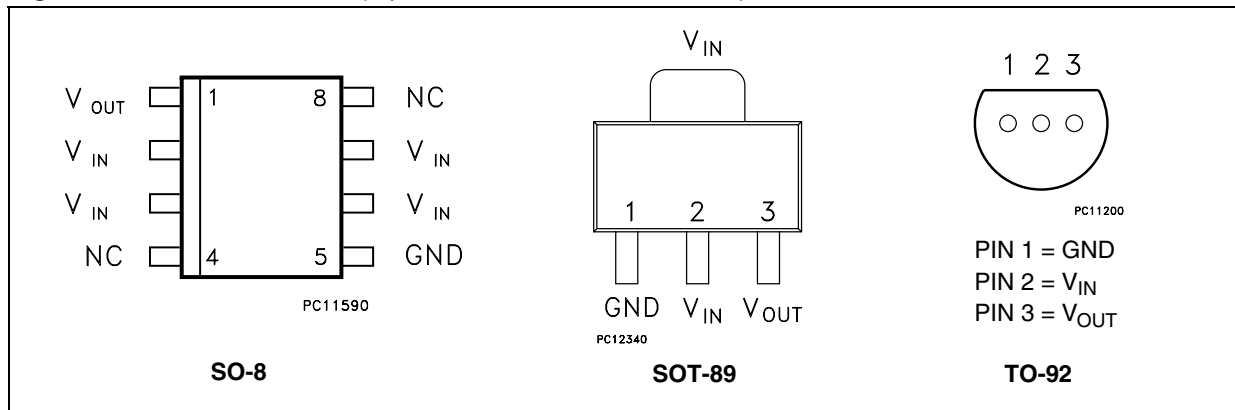 V OUT 1 8 NC
V IN V IN
V IN V IN
NC 4 5 GND
PC11590
SO-8
V IN
1 2 3
GND V IN V OUT
PC12340
SOT-89
1 2 3
PC11200
PIN 1 = GND
PIN 2 = VIN
PIN 3 = VOUT
TO-92